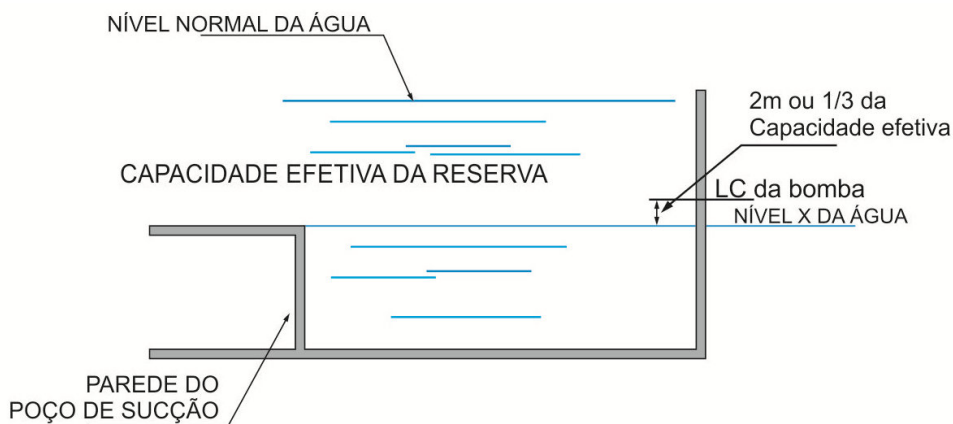 NÍVEL NORMAL DA ÁGUA
2m ou 1/3 da
Capacidade efetiva
CAPACIDADE EFETIVA DA RESERVA
LC da bomba
NÍVEL X DA ÁGUA
PAREDE DO
POÇO DE SUCÇÃO